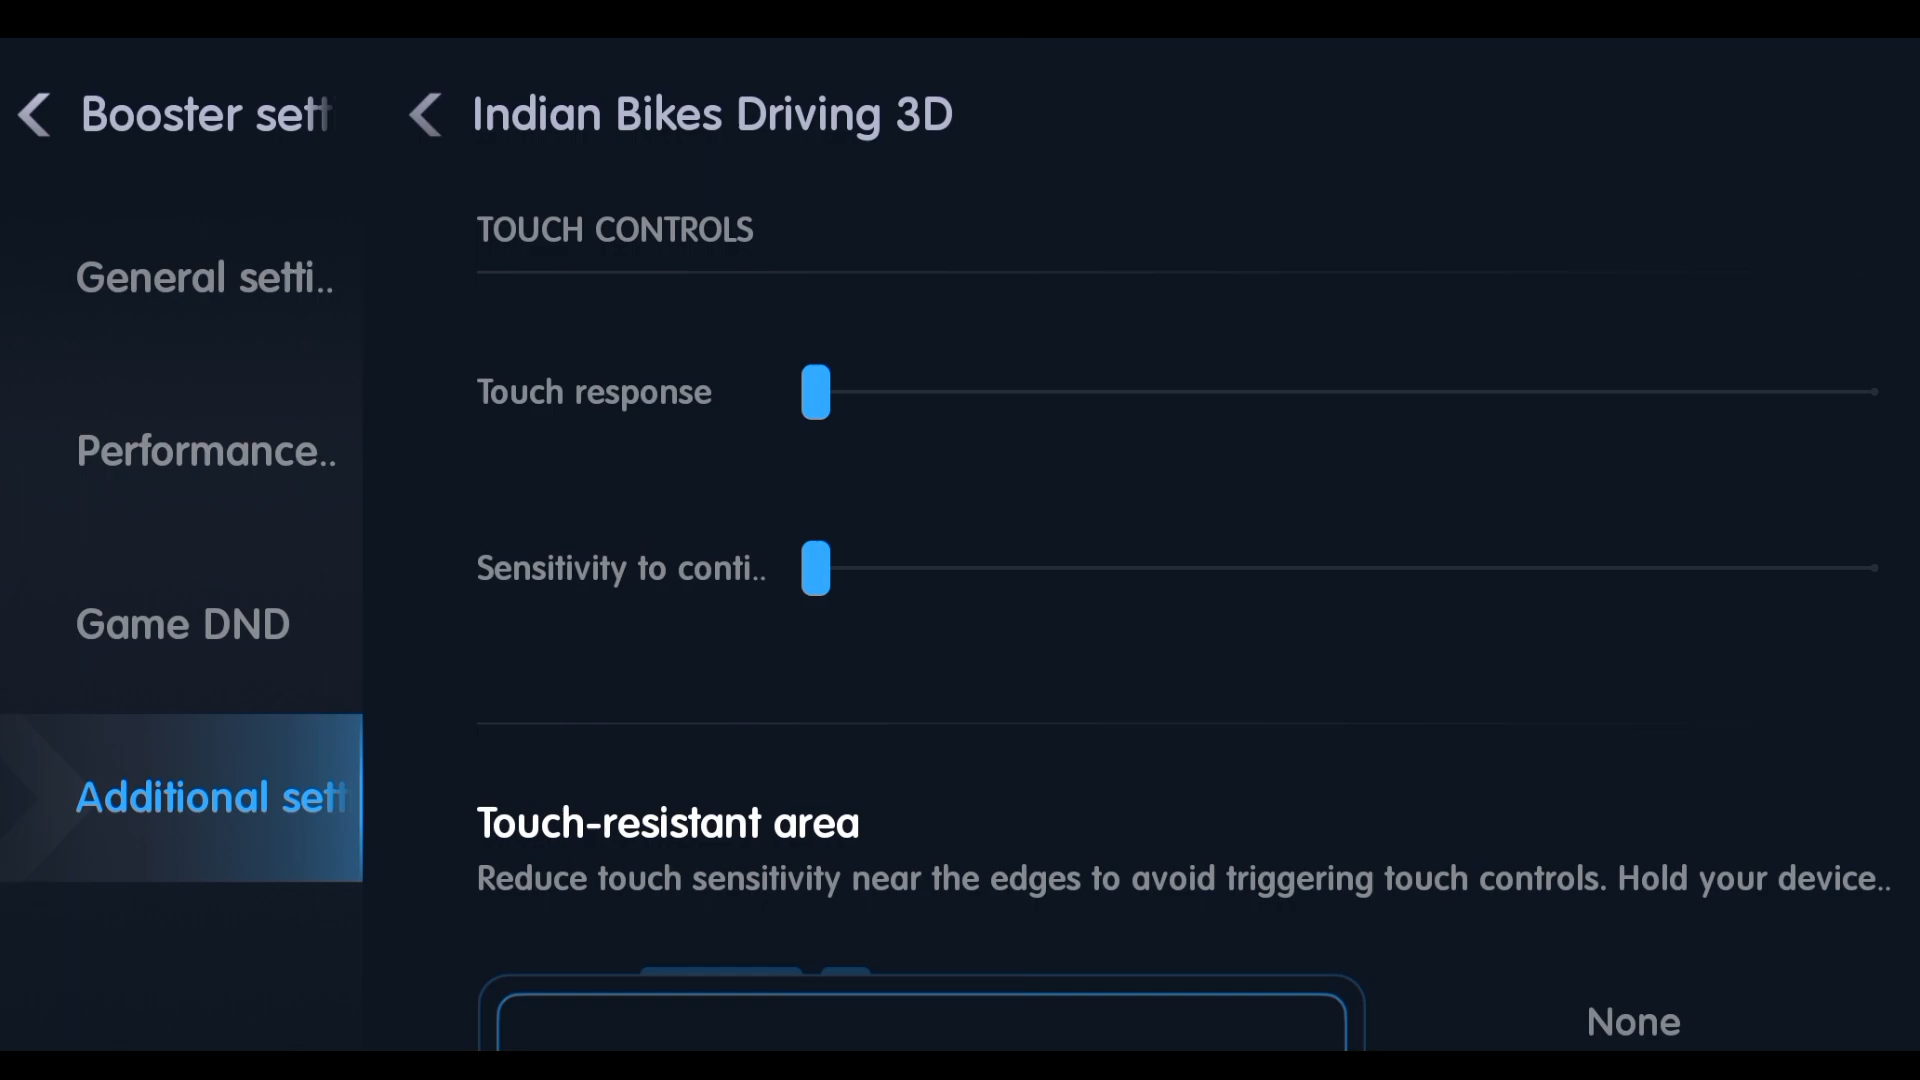 Booster sett
Indian Bikes Driving 3D
TOUCH CONTROLS
General setti..
Touch response
Performance..
Sensitivity to conti..
Game DND
Additional sett
Touch-resistant area
Reduce touch sensitivity near the edges to avoid triggering touch controls. Hold your device..
None